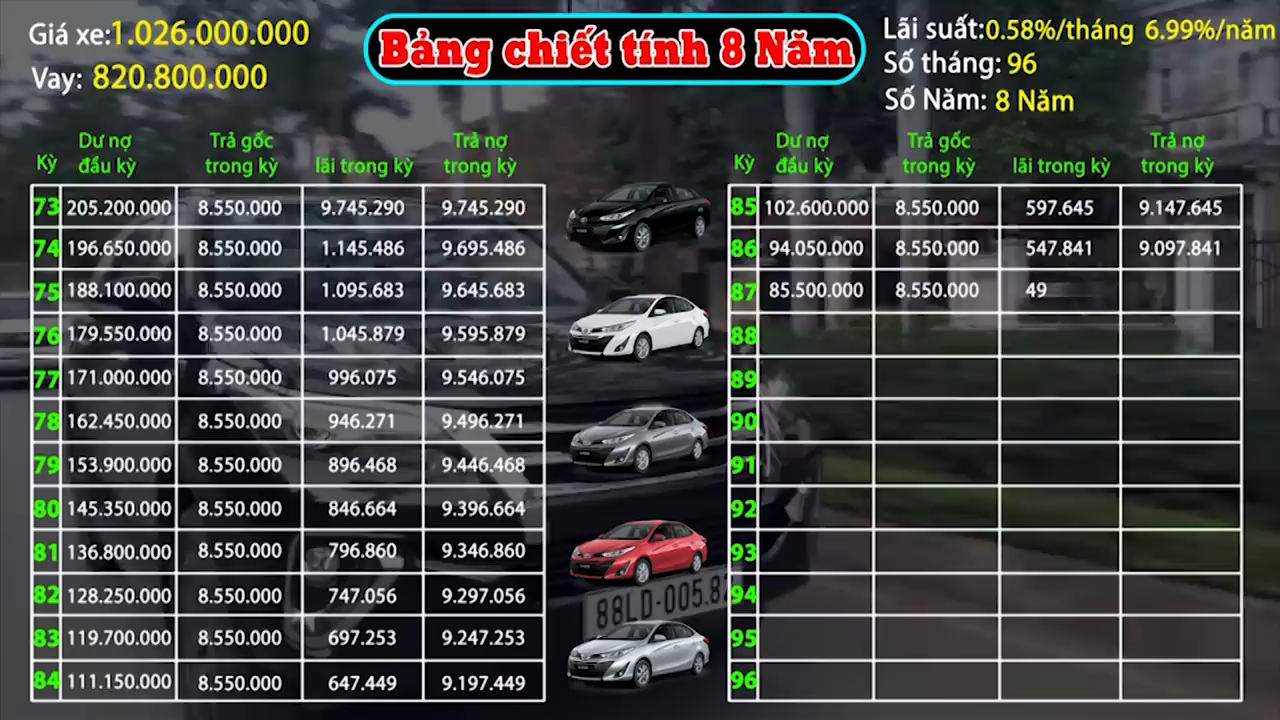 Giá xe:1.026.000.000
Vay: 820.800.000
Bảng chiết tính 8 Năm
Lãi suất:0.58%/tháng 6.99%/năm
Số tháng: 96
Số Năm: 8 Năm
Kỳ Dư nợ đầu kỳ Trả gốc trong kỳ lãi trong kỳ Trả nợ trong kỳ
73 205.200.000 8.550.000 9.745.290 9.745.290
74 196.650.000 8.550.000 1.145.486 9.695.486
75 188.100.000 8.550.000 1.095.683 9.645.683
76 179.550.000 8.550.000 1.045.879 9.595.879
77 171.000.000 8.550.000 996.075 9.546.075
78 162.450.000 8.550.000 946.271 9.496.271
79 153.900.000 8.550.000 896.468 9.446.468
80 145.350.000 8.550.000 846.664 9.396.664
81 136.800.000 8.550.000 796.860 9.346.860
82 128.250.000 8.550.000 747.056 9.297.056
83 119.700.000 8.550.000 697.253 9.247.253
84 111.150.000 8.550.000 647.449 9.197.449
Kỳ Dư nợ đầu kỳ Trả gốc trong kỳ lãi trong kỳ Trả nợ trong kỳ
85 102.600.000 8.550.000 597.645 9.147.645
86 94.050.000 8.550.000 547.841 9.097.841
87 85.500.000 8.550.000 49
88
89
90
91
92
93
94
95
96
88LD-005.82